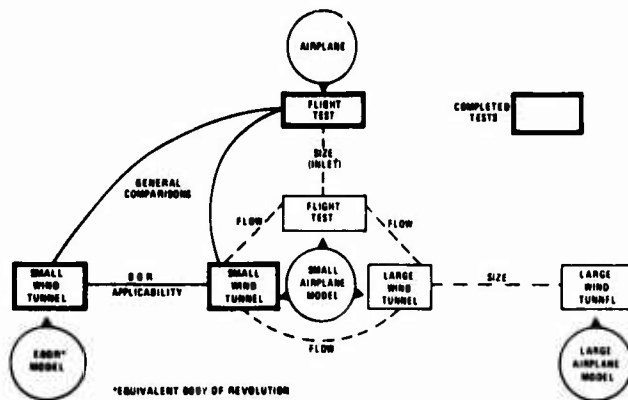 AIRPLANE
FLIGHT
TEST
COMPLETED
TESTS
SIZE
(INLET)
GENERAL
COMPARISONS
FLIGHT
TEST
FLOW
FLOW
SMALL
WIND
TUNNEL
B O R
APPLICABILITY
SMALL
WIND
TUNNEL
SMALL
AIRPLANE
MODEL
LARGE
WIND
TUNNEL
SIZE
LARGE
WIND
TUNNEL
FLOW
EBOR*
MODEL
LARGE
AIRPLANE
MODEL
*EQUIVALENT BODY OF REVOLUTION